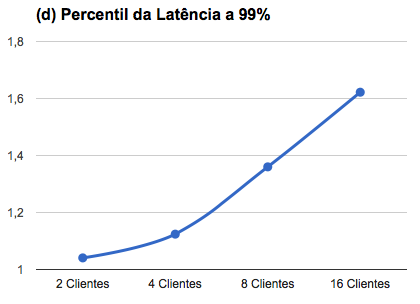 (d) Percentil da Latência a 99%
1,8
1,6
1,4
1,2
1
2 Clientes 4 Clientes 8 Clientes 16 Clientes